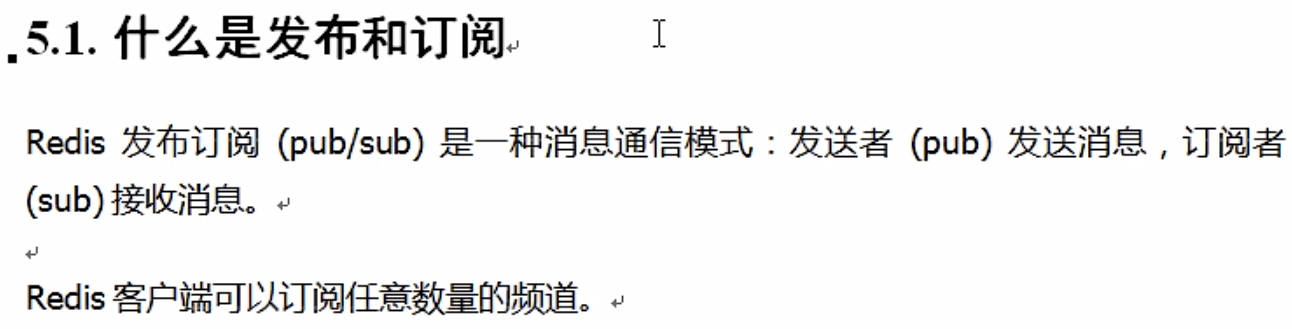 5.1. 什么是发布和订阅
Redis 发布订阅 (pub/sub) 是一种消息通信模式：发送者 (pub) 发送消息，订阅者
(sub) 接收消息。
Redis 客户端可以订阅任意数量的频道。